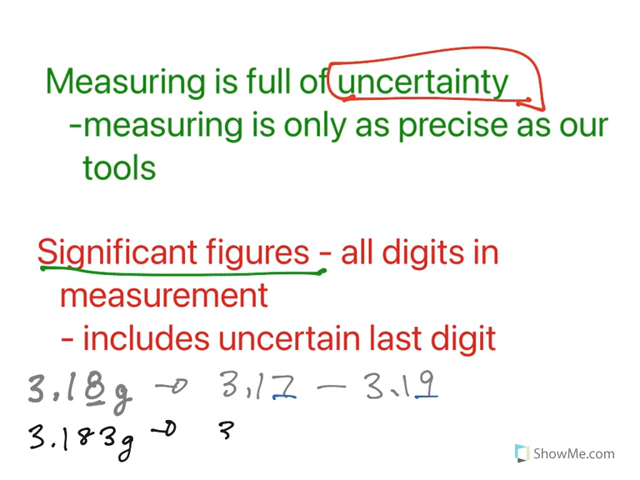 Measuring is full of uncertainty
-measuring is only as precise as our
tools
Significant figures - all digits in
measurement
- includes uncertain last digit
3.18g → 3.17 — 3.19
3.183g → 3
ShowMe.com